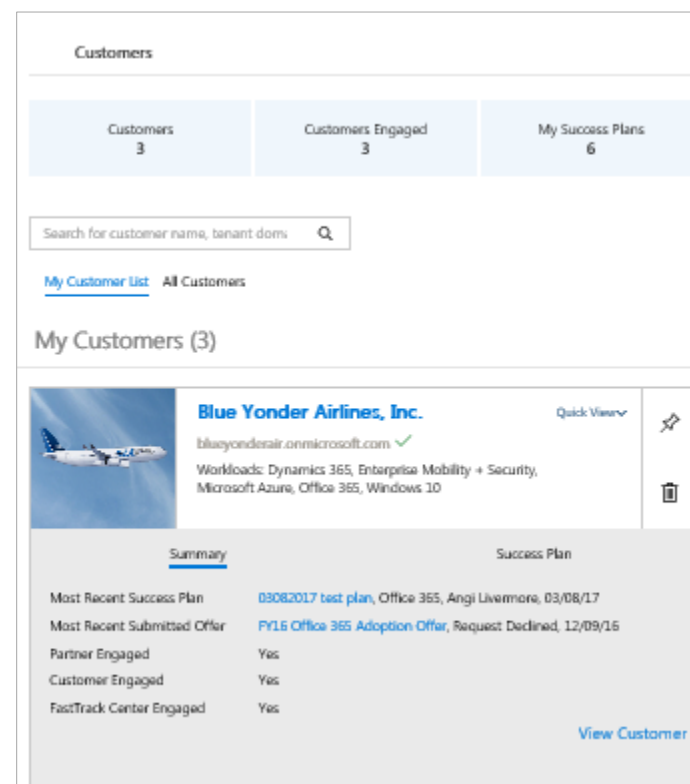 Customers
Customers
3
Customers Engaged
3
My Success Plans
6
Search for customer name, tenant doma
My Customer List All Customers
My Customers (3)
Blue Yonder Airlines, Inc.
Quick View
blueyonderair.onmicrosoft.com
Workloads: Dynamics 365, Enterprise Mobility + Security,
Microsoft Azure, Office 365, Windows 10
Summary Success Plan
Most Recent Success Plan 03082017 test plan, Office 365, Angi Livermore, 03/08/17
Most Recent Submitted Offer FY16 Office 365 Adoption Offer, Request Declined, 12/09/16
Partner Engaged Yes
Customer Engaged Yes
FastTrack Center Engaged Yes
View Customer